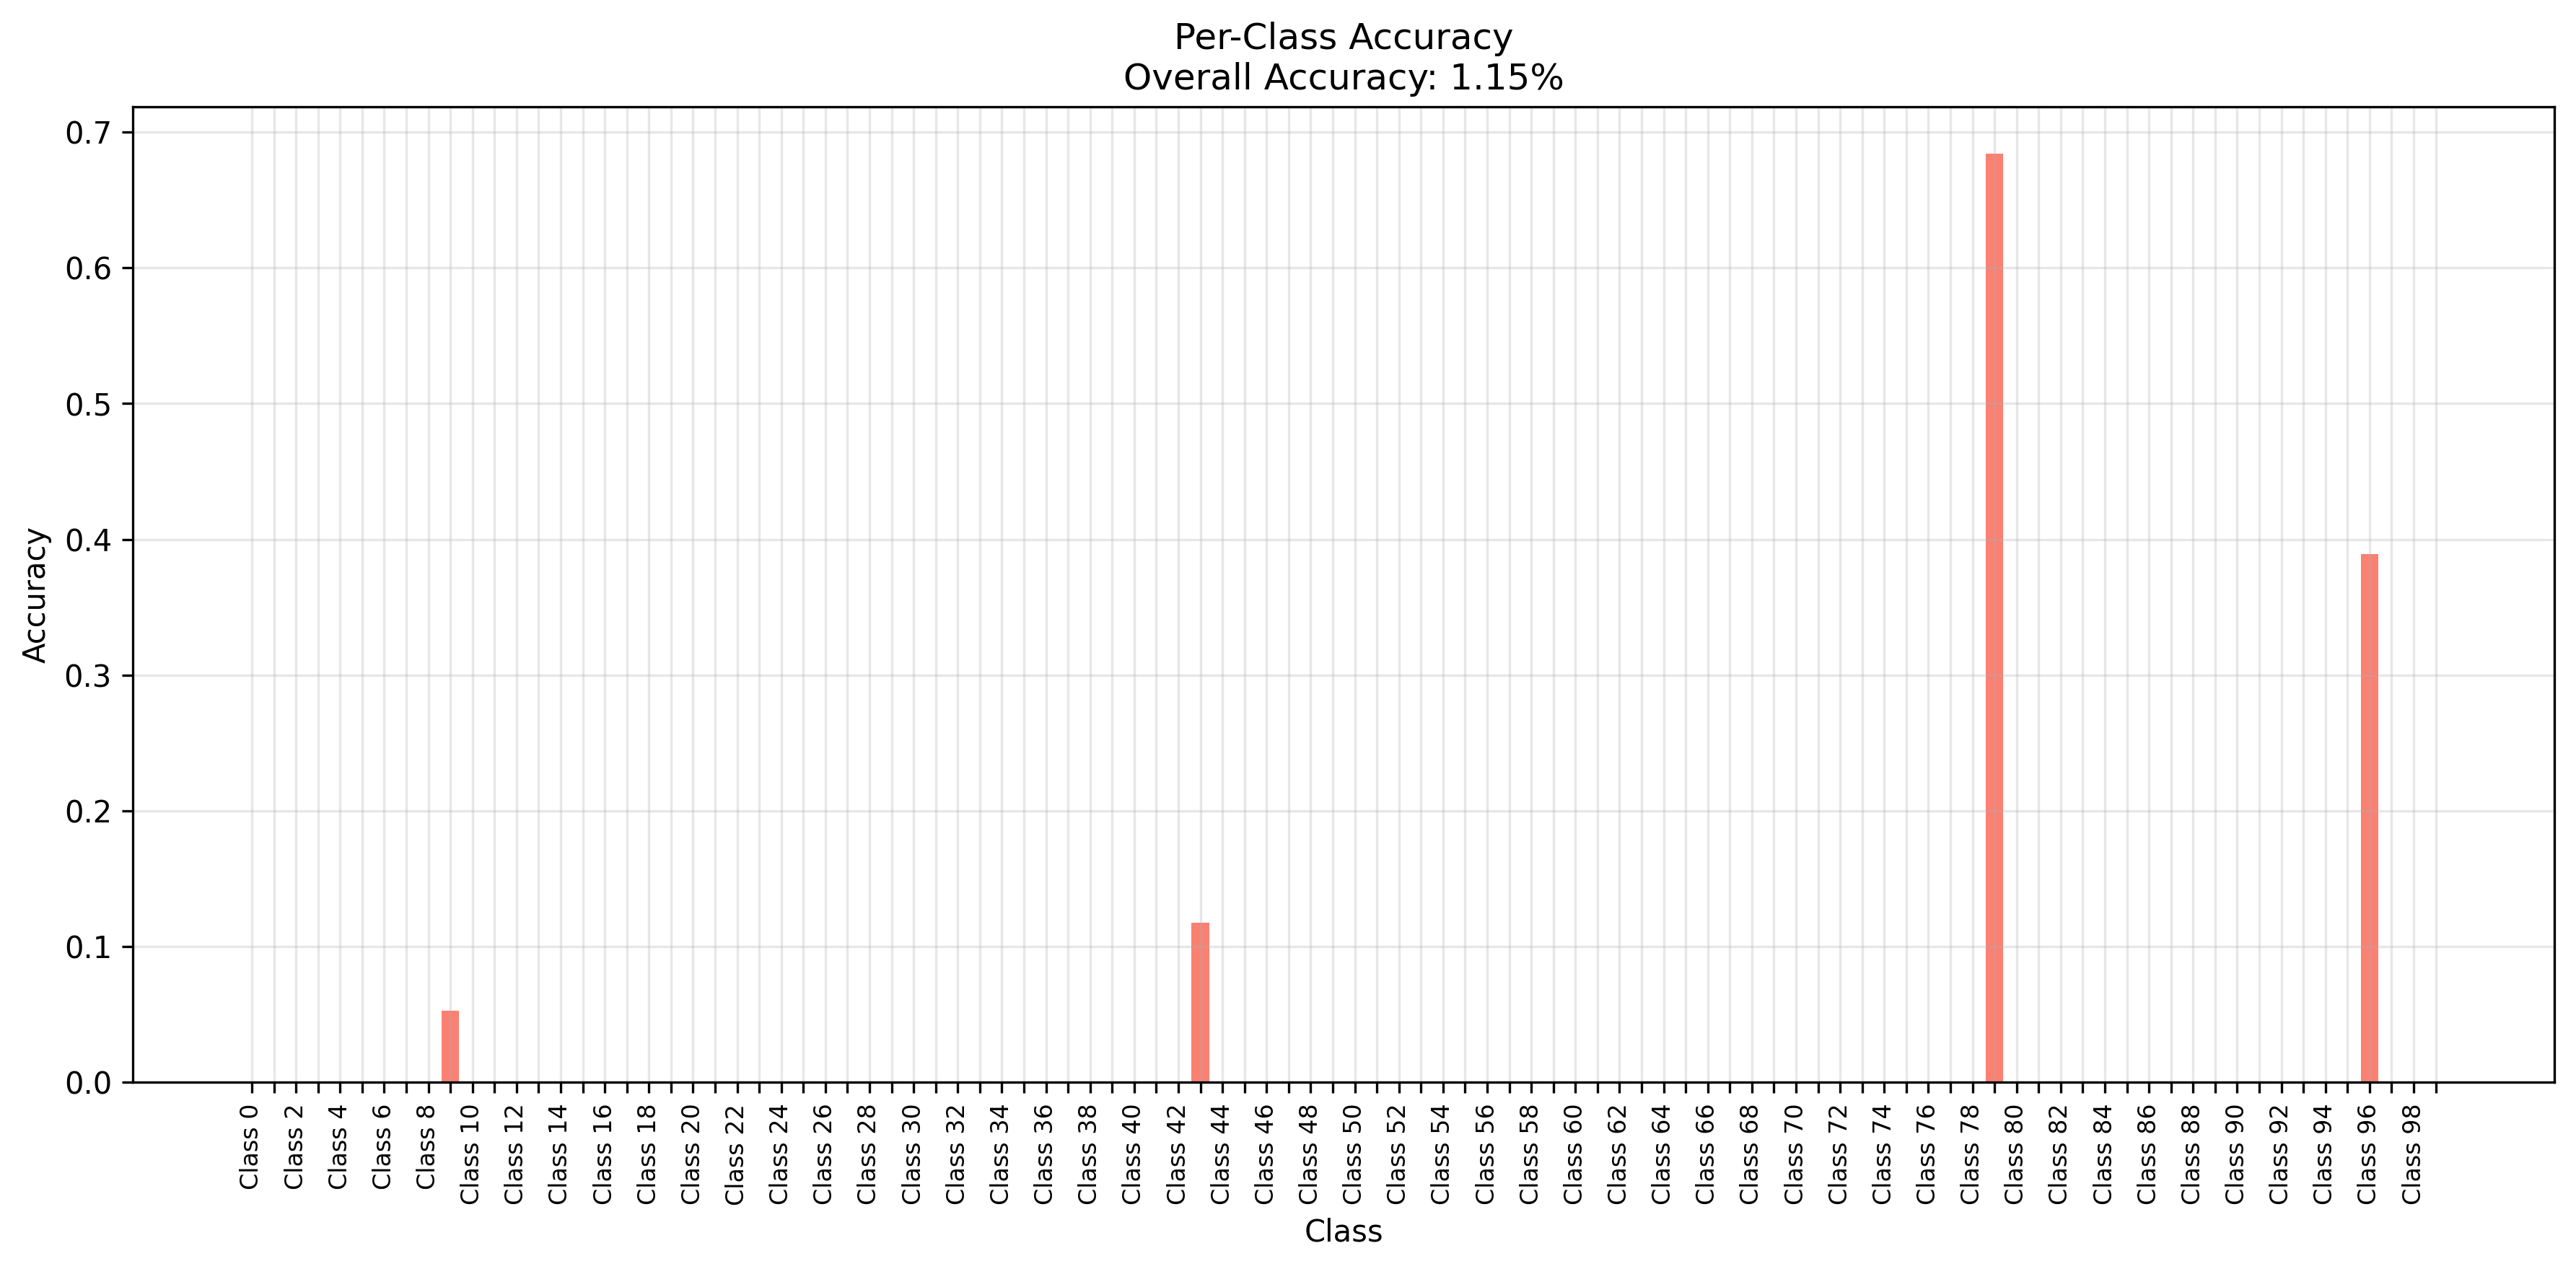 Per-Class Accuracy
Overall Accuracy: 1.15%
Accuracy
0.7
0.6
0.5
0.4
0.3
0.2
0.1
0.0
Class 0
Class 2
Class 4
Class 6
Class 8
Class 10
Class 12
Class 14
Class 16
Class 18
Class 20
Class 22
Class 24
Class 26
Class 28
Class 30
Class 32
Class 34
Class 36
Class 38
Class 40
Class 42
Class 44
Class 46
Class 48
Class 50
Class 52
Class 54
Class 56
Class 58
Class 60
Class 62
Class 64
Class 66
Class 68
Class 70
Class 72
Class 74
Class 76
Class 78
Class 80
Class 82
Class 84
Class 86
Class 88
Class 90
Class 92
Class 94
Class 96
Class 98
Class